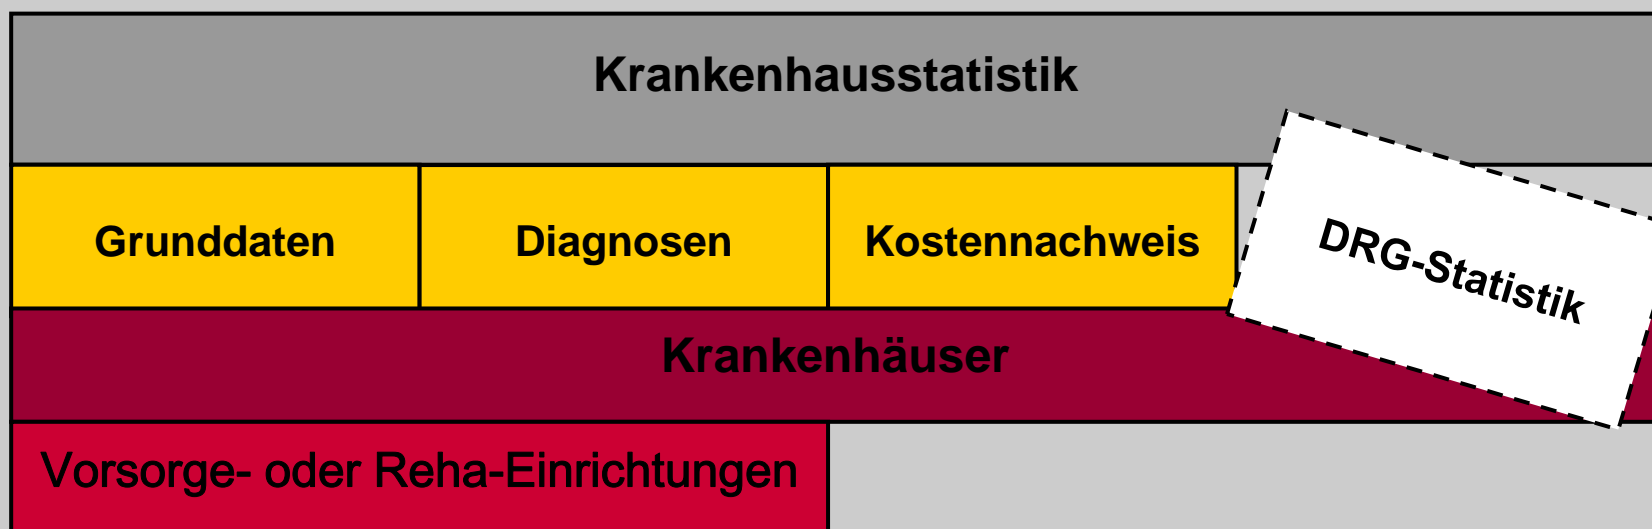 Krankenhausstatistik
Grunddaten
Diagnosen
Kostennachweis
DRG-Statistik
Krankenhäuser
Vorsorge- oder Reha-Einrichtungen